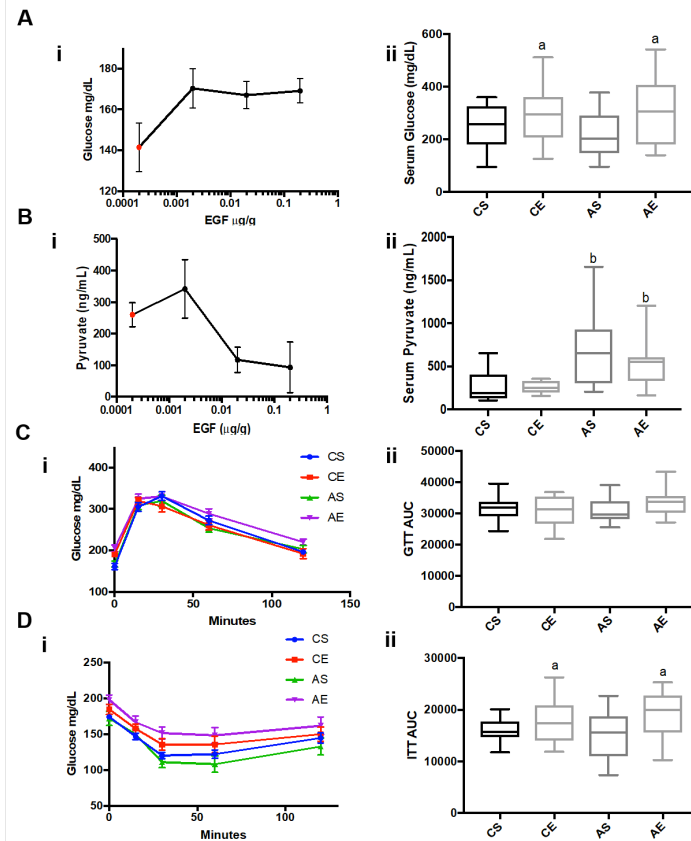 A
i
Glucose mg/dL
180
160
140
120
0.0001 0.001 0.01 0.1 1
EGF μg/g
ii
Serum Glucose (mg/dL)
600
400
200
0
a
a
CS CE AS AE
B
i
Pyruvate (ng/mL)
500
400
300
200
100
0
0.0001 0.001 0.01 0.1 1
EGF (μg/g)
ii
Serum Pyruvate (ng/mL)
2000
1500
1000
500
0
b
b
CS CE AS AE
C
i
Glucose mg/dL
400
300
200
100
0 50 100 150
Minutes
CS
CE
AS
AE
ii
GTT AUC
50000
40000
30000
20000
10000
0
CS CE AS AE
D
i
Glucose mg/dL
250
200
150
100
50
0 50 100
Minutes
CS
CE
AS
AE
ii
ITT AUC
30000
20000
10000
0
a
a
CS CE AS AE